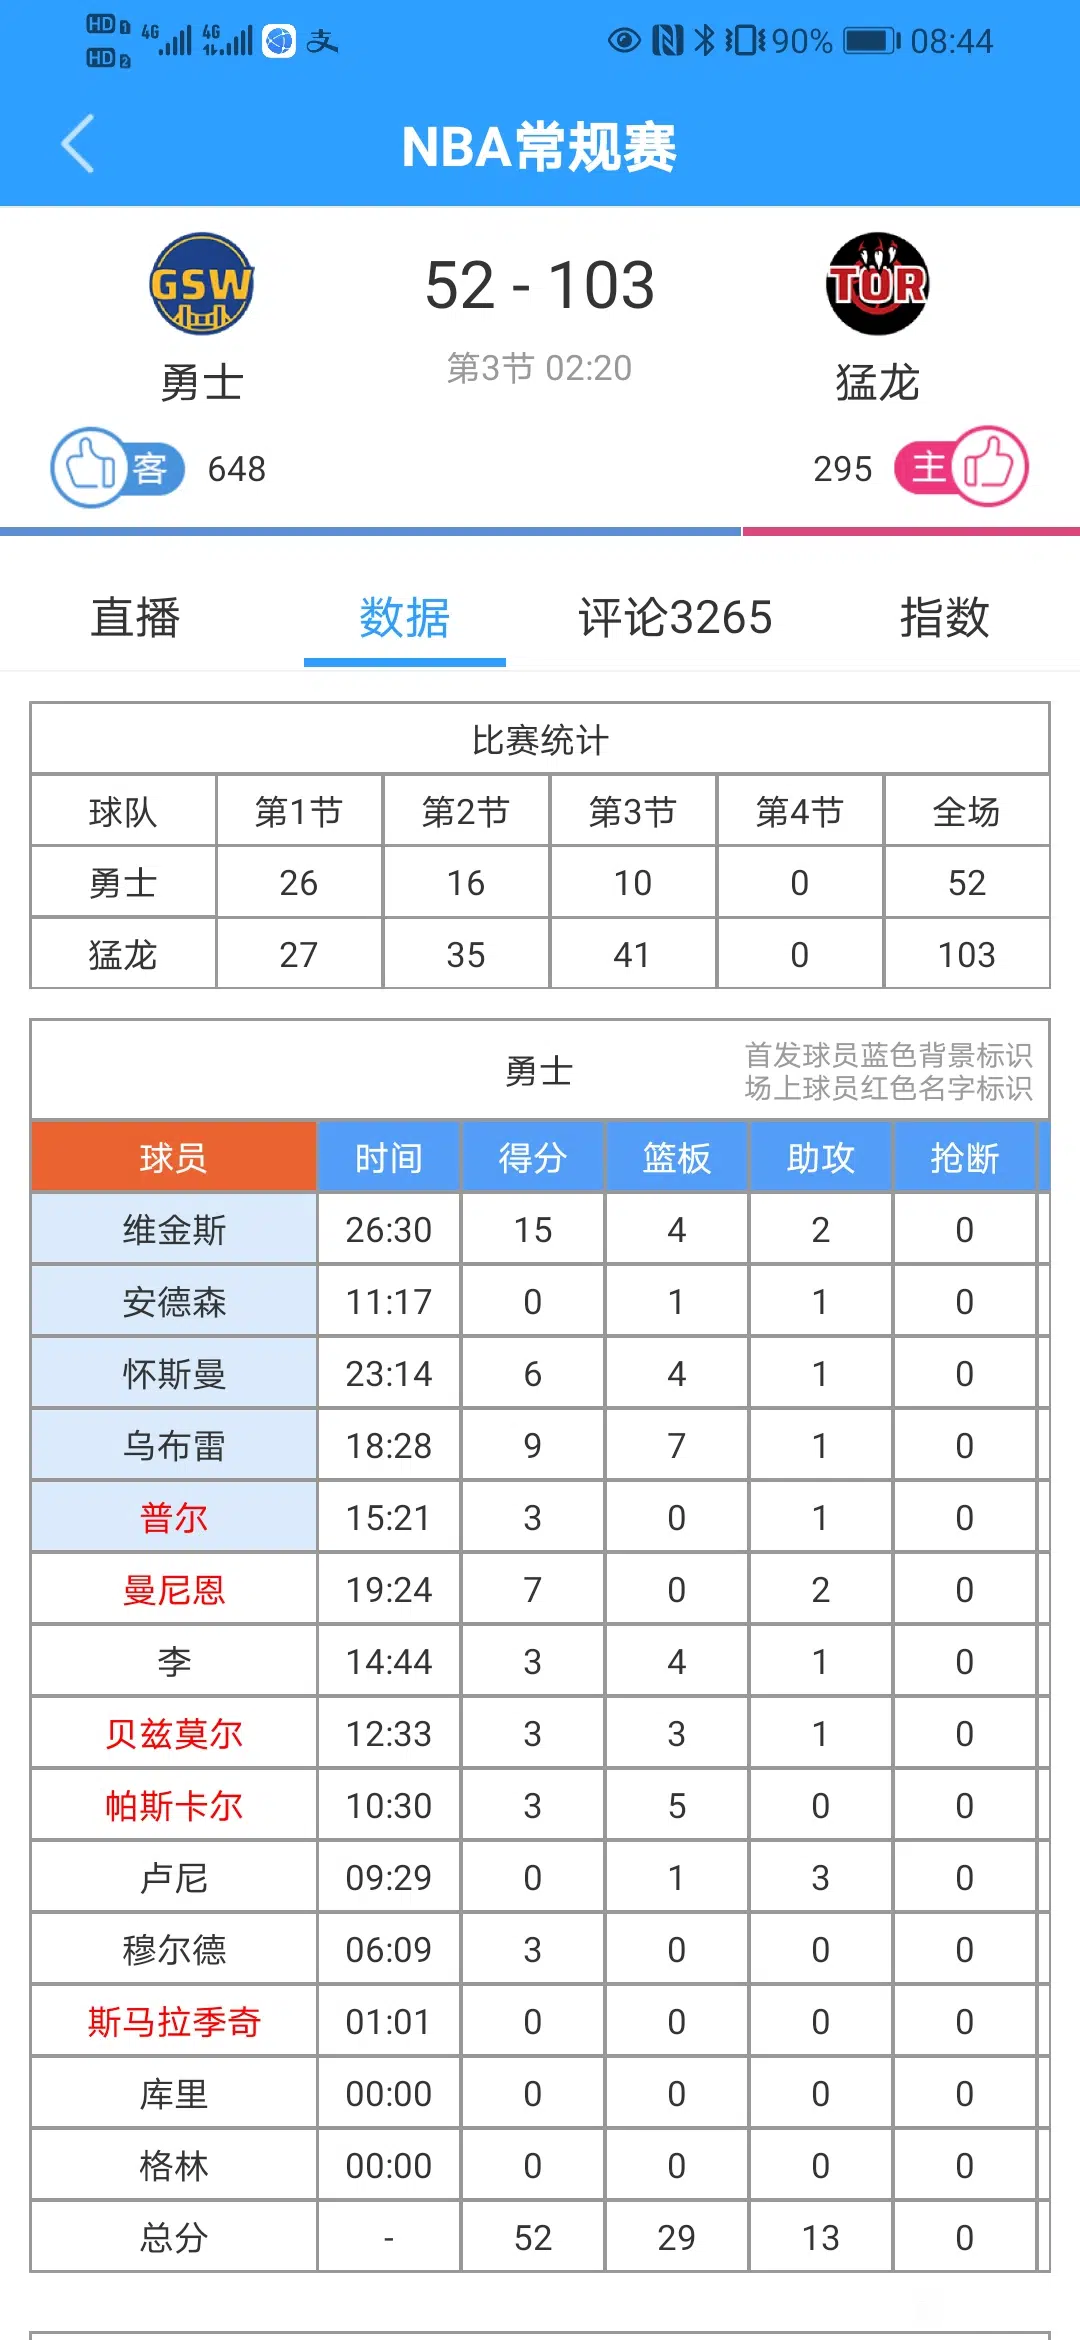 HD 1 4G 4G 支 90% 08:44
HD 2
NBA常规赛
GSW 52 - 103 TOR
第3节 02:20
勇士 猛龙
客 648 295 主
直播 数据 评论3265 指数
比赛统计
球队 第1节 第2节 第3节 第4节 全场
勇士 26 16 10 0 52
猛龙 27 35 41 0 103
勇士
首发球员蓝色背景标识
场上球员红色名字标识
球员 时间 得分 篮板 助攻 抢断
维金斯 26:30 15 4 2 0
安德森 11:17 0 1 1 0
怀斯曼 23:14 6 4 1 0
乌布雷 18:28 9 7 1 0
普尔 15:21 3 0 1 0
曼尼恩 19:24 7 0 2 0
李 14:44 3 4 1 0
贝兹莫尔 12:33 3 3 1 0
帕斯卡尔 10:30 3 5 0 0
卢尼 09:29 0 1 3 0
穆尔德 06:09 3 0 0 0
斯马拉季奇 01:01 0 0 0 0
库里 00:00 0 0 0 0
格林 00:00 0 0 0 0
总分 - 52 29 13 0